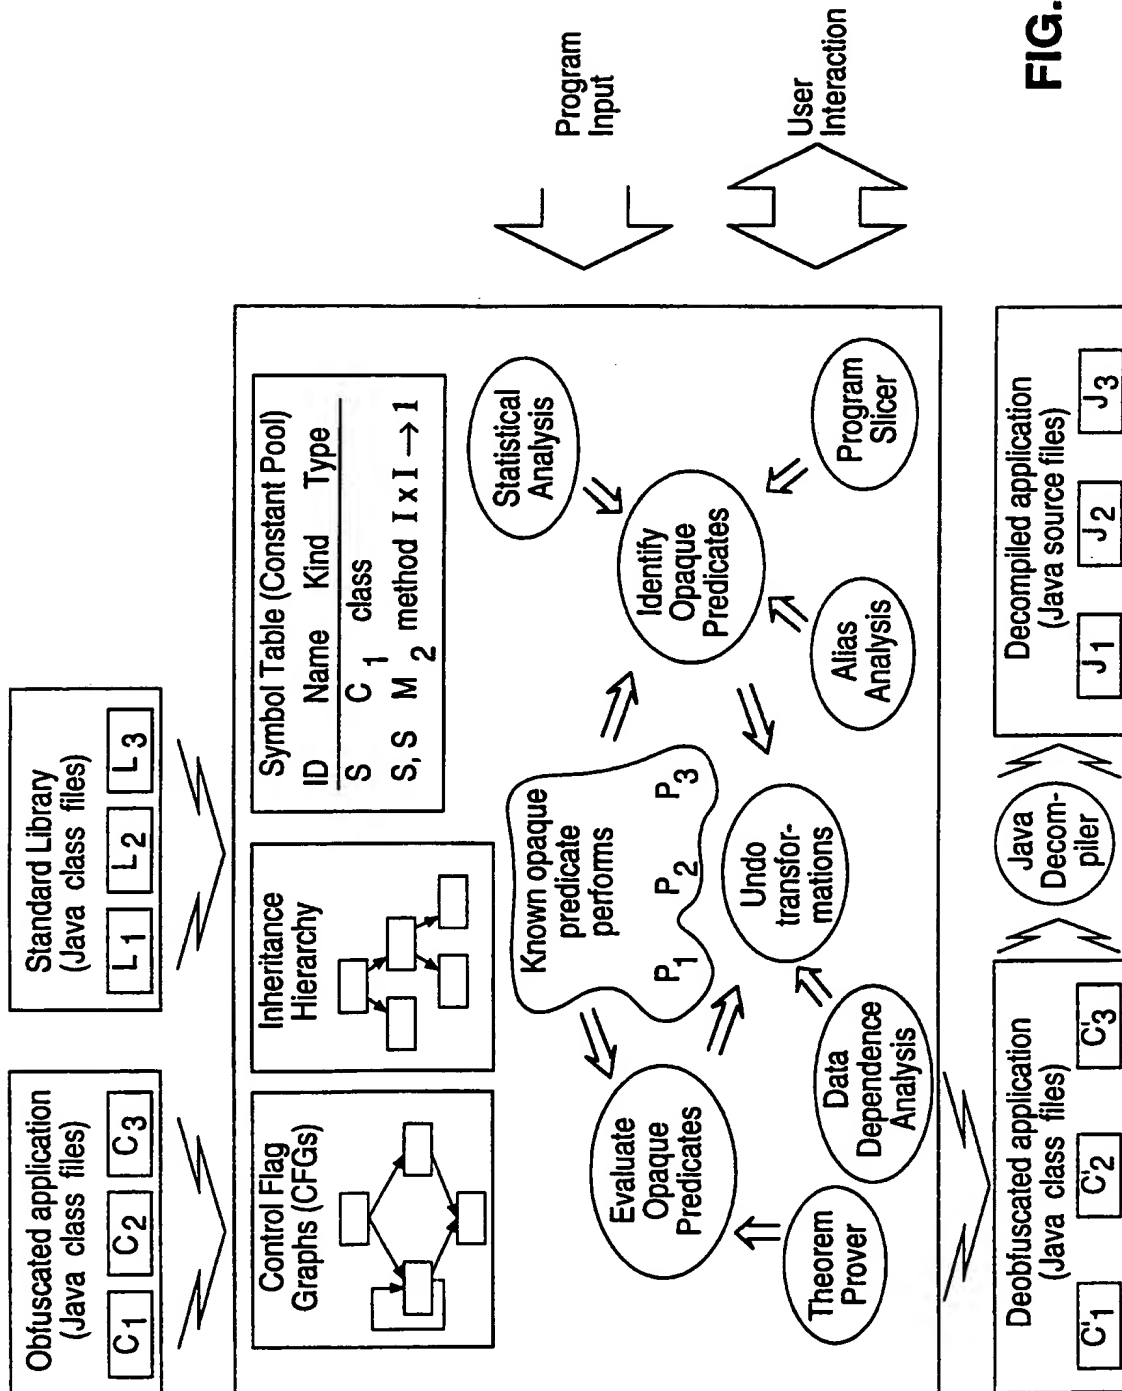 Obfuscated application
(Java class files)
C1 C2 C3
Standard Library
(Java class files)
L1 L2 L3
Control Flag
Graphs (CFGs)
Inheritance
Hierarchy
Symbol Table (Constant Pool)
ID Name Kind Type
S C1 class
S, S M2 method I x I → 1
Known opaque
predicate
performs
P1 P2 P3
Statistical
Analysis
Evaluate
Opaque
Predicates
Identify
Opaque
Predicates
Undo
transfor-
mations
Theorem
Prover
Data
Dependence
Analysis
Alias
Analysis
Program
Slicer
Program
Input
User
Interaction
Deobfuscated application
(Java class files)
C'1 C'2 C'3
Java
Decom-
piler
Decompiled application
(Java source files)
J1 J2 J3
FIG.